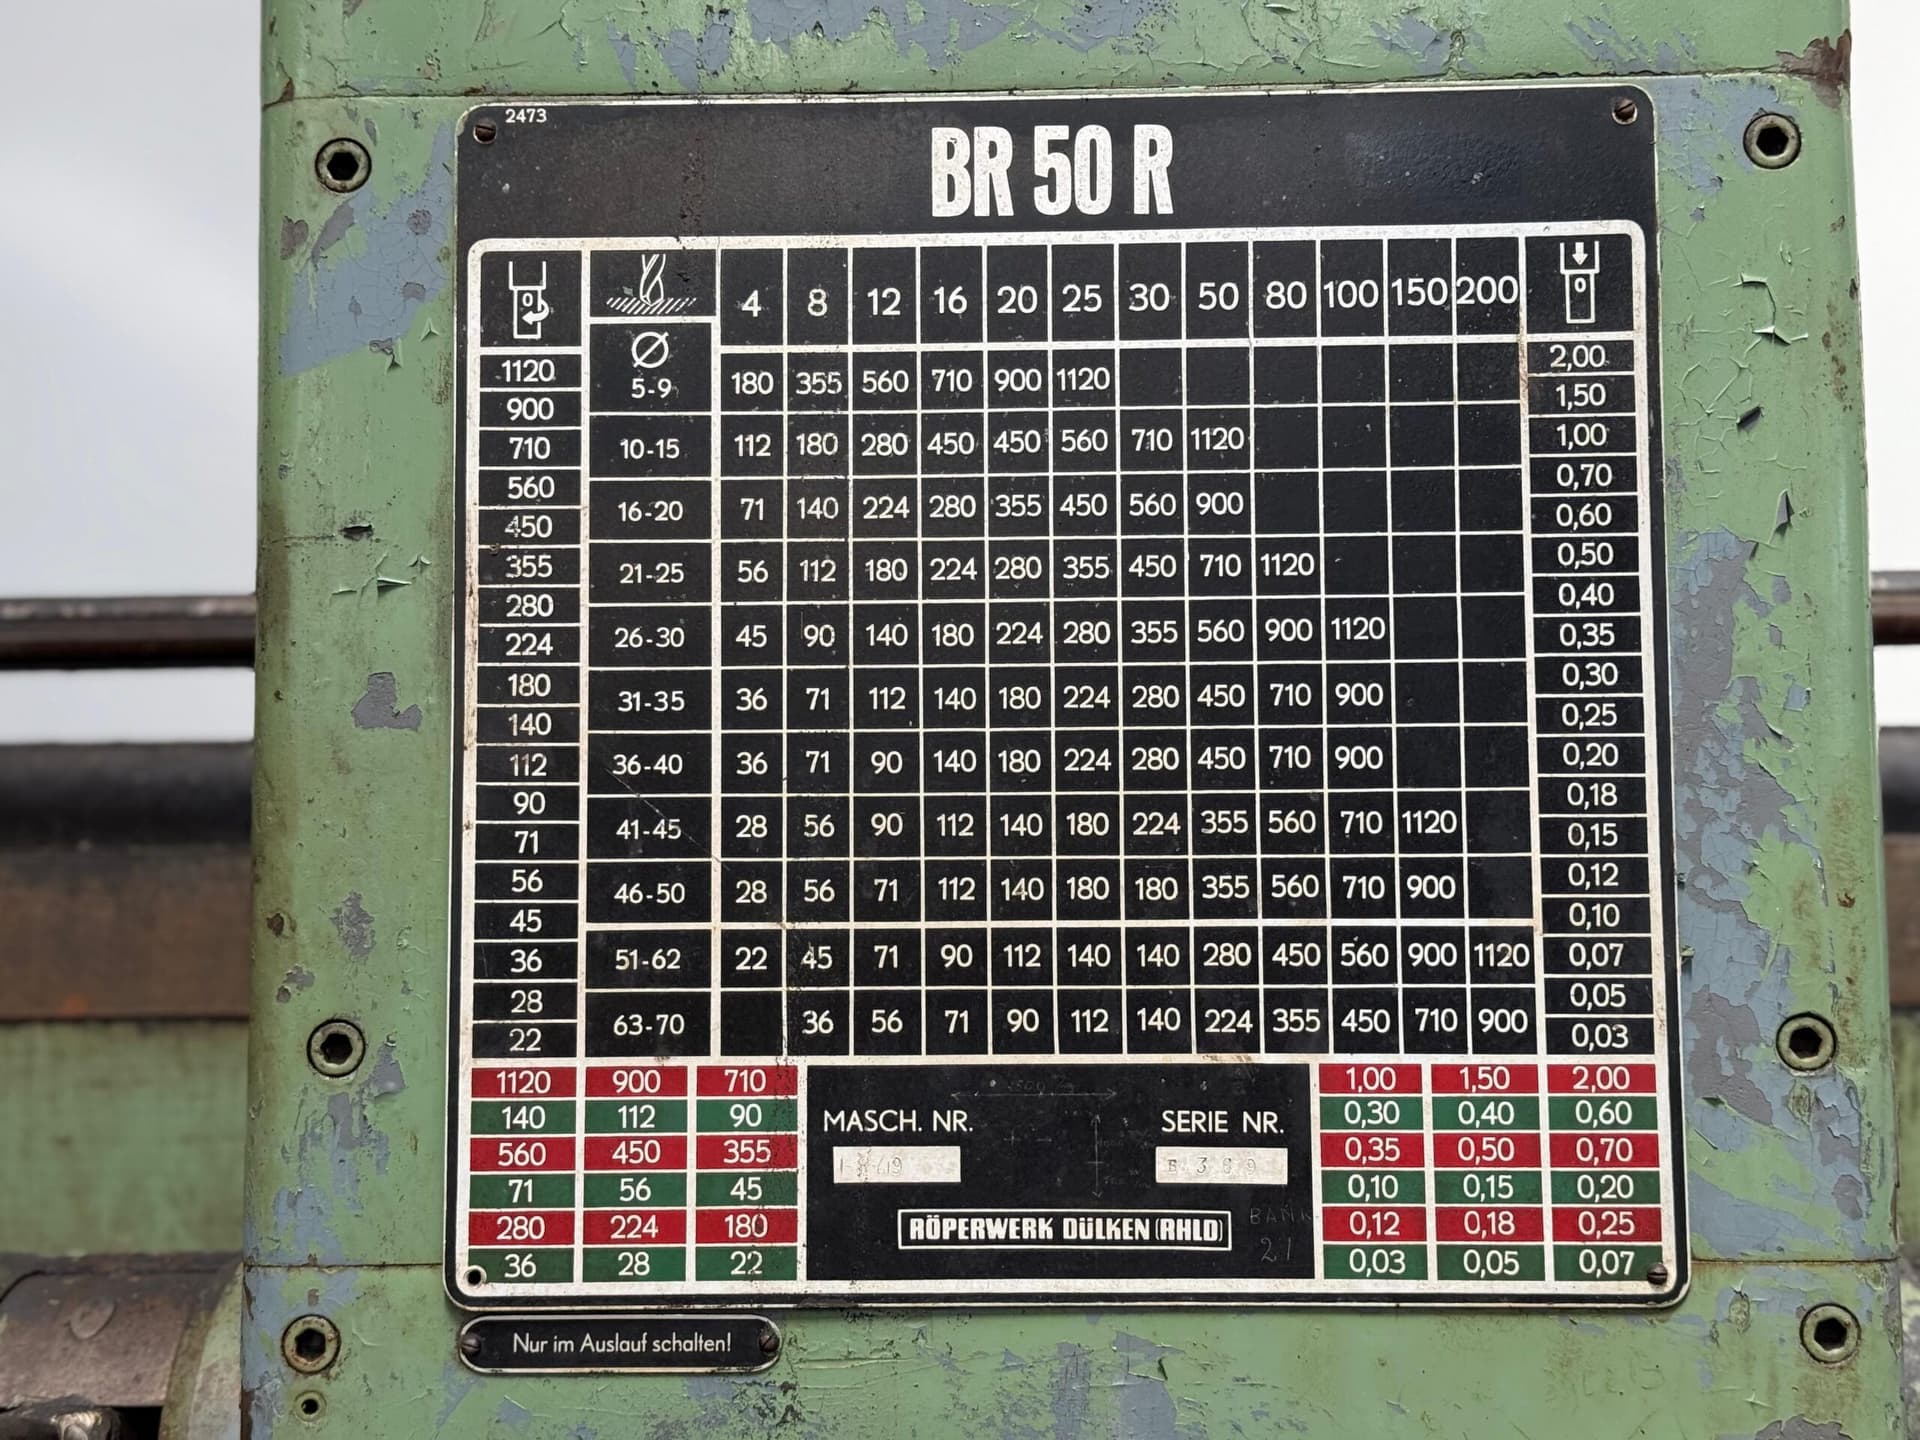 2473
BR 50 R
4 8 12 16 20 25 30 50 80 100 150 200
Ø
5-9 180 355 560 710 900 1120
10-15 112 180 280 450 450 560 710 1120
16-20 71 140 224 280 355 450 560 900
21-25 56 112 180 224 280 355 450 710 1120
26-30 45 90 140 180 224 280 355 560 900 1120
31-35 36 71 112 140 180 224 280 450 710 900
36-40 36 71 90 140 180 224 280 450 710 900
41-45 28 56 90 112 140 180 224 355 560 710 1120
46-50 28 56 71 112 140 180 180 355 560 710 900
51-62 22 45 71 90 112 140 140 280 450 560 900 1120
63-70 36 56 71 90 112 140 224 355 450 710 900
1120
900
710
560
450
355
280
224
180
140
112
90
71
56
45
36
28
22
2,00
1,50
1,00
0,70
0,60
0,50
0,40
0,35
0,30
0,25
0,20
0,18
0,15
0,12
0,10
0,07
0,05
0,03
1120 900 710
140 112 90
560 450 355
71 56 45
280 224 180
36 28 22
MASCH. NR. SERIE NR.
E 369
RÖPERWERK DÜLKEN (RHLD)
BANK
21
1,00 1,50 2,00
0,30 0,40 0,60
0,35 0,50 0,70
0,10 0,15 0,20
0,12 0,18 0,25
0,03 0,05 0,07
Nur im Auslauf schalten!